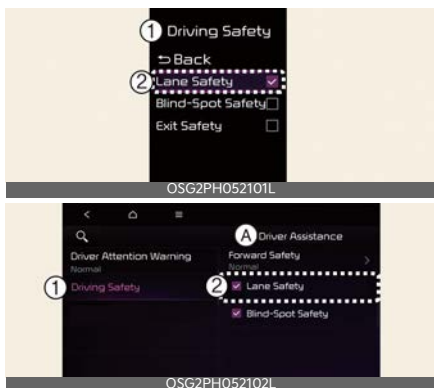 ① Driving Safety
Back
② Lane Safety
Blind-Spot Safety
Exit Safety
OSG2PH052101L
Ⓐ Driver Assistance
Driver Attention Warning
Normal
Forward Safety
Normal
① Driving Safety
② Lane Safety
Blind-Spot Safety
OSG2PH052102L